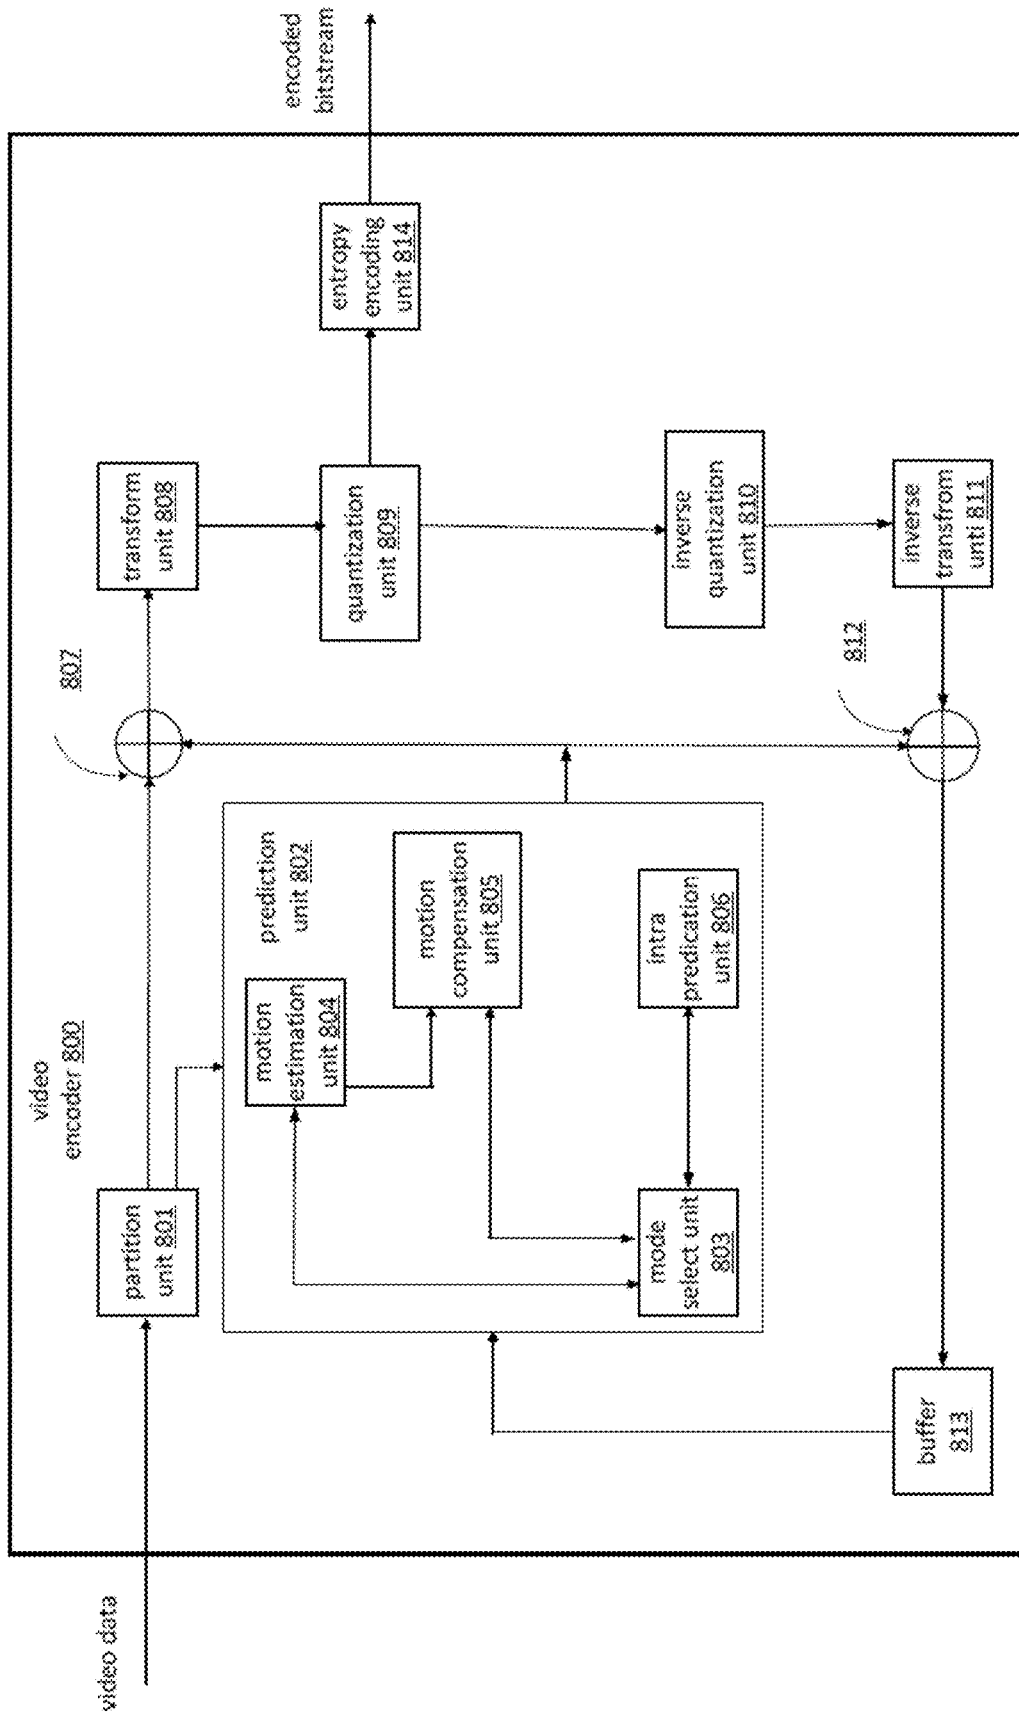 video
encoder 800
video data
partition
unit 801
807
transform
unit 808
encoded
bitstream
prediction
unit 802
motion
estimation
unit 804
motion
compensation
unit 805
quantization
unit 809
entropy
encoding
unit 814
mode
select unit
803
intra
predication
unit 806
inverse
quantization
unit 810
buffer
813
812
inverse
transfrom
unti 811